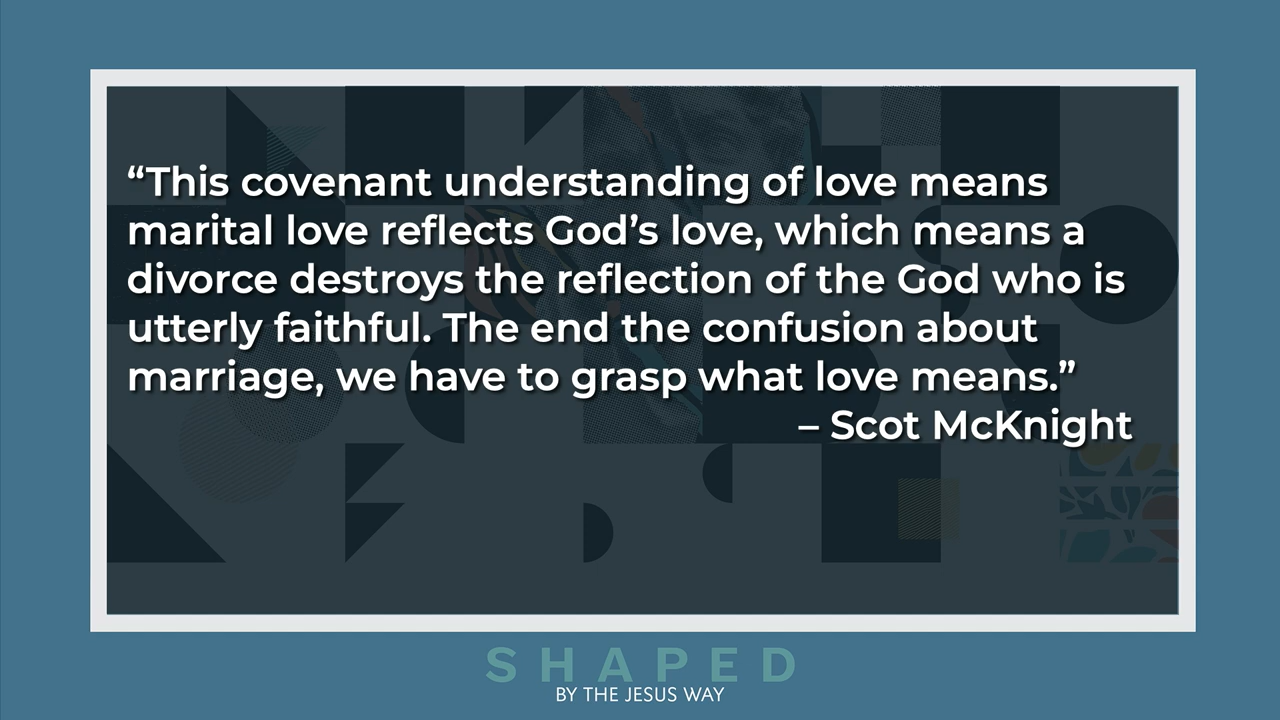 “This covenant understanding of love means
marital love reflects God’s love, which means a
divorce destroys the reflection of the God who is
utterly faithful. The end the confusion about
marriage, we have to grasp what love means.”
– Scot McKnight
SHAPED
BY THE JESUS WAY